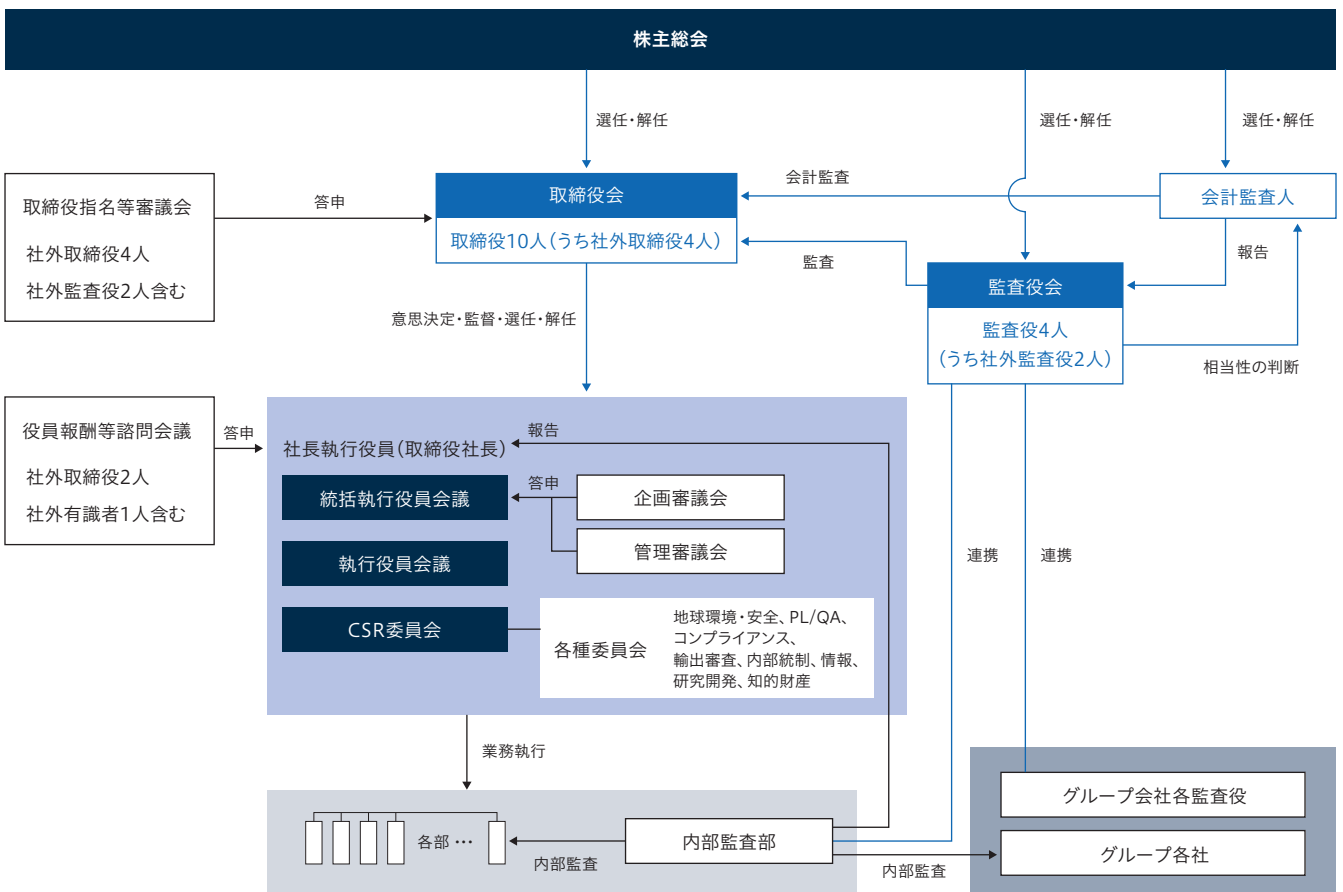 株主総会
選任・解任
選任・解任
選任・解任
取締役指名等審議会
社外取締役4人
社外監査役2人含む
答申
取締役会
取締役10人(うち社外取締役4人)
会計監査
会計監査人
監査
報告
監査役会
監査役4人
(うち社外監査役2人)
相当性の判断
意思決定・監督・選任・解任
役員報酬等諮問会議
社外取締役2人
社外有識者1人含む
答申
社長執行役員(取締役社長)
報告
統括執行役員会議
答申
企画審議会
管理審議会
執行役員会議
CSR委員会
各種委員会
地球環境・安全、PL/QA、
コンプライアンス、
輸出審査、内部統制、情報、
研究開発、知的財産
連携
連携
業務執行
各部…
内部監査
内部監査部
内部監査
グループ会社各監査役
グループ各社